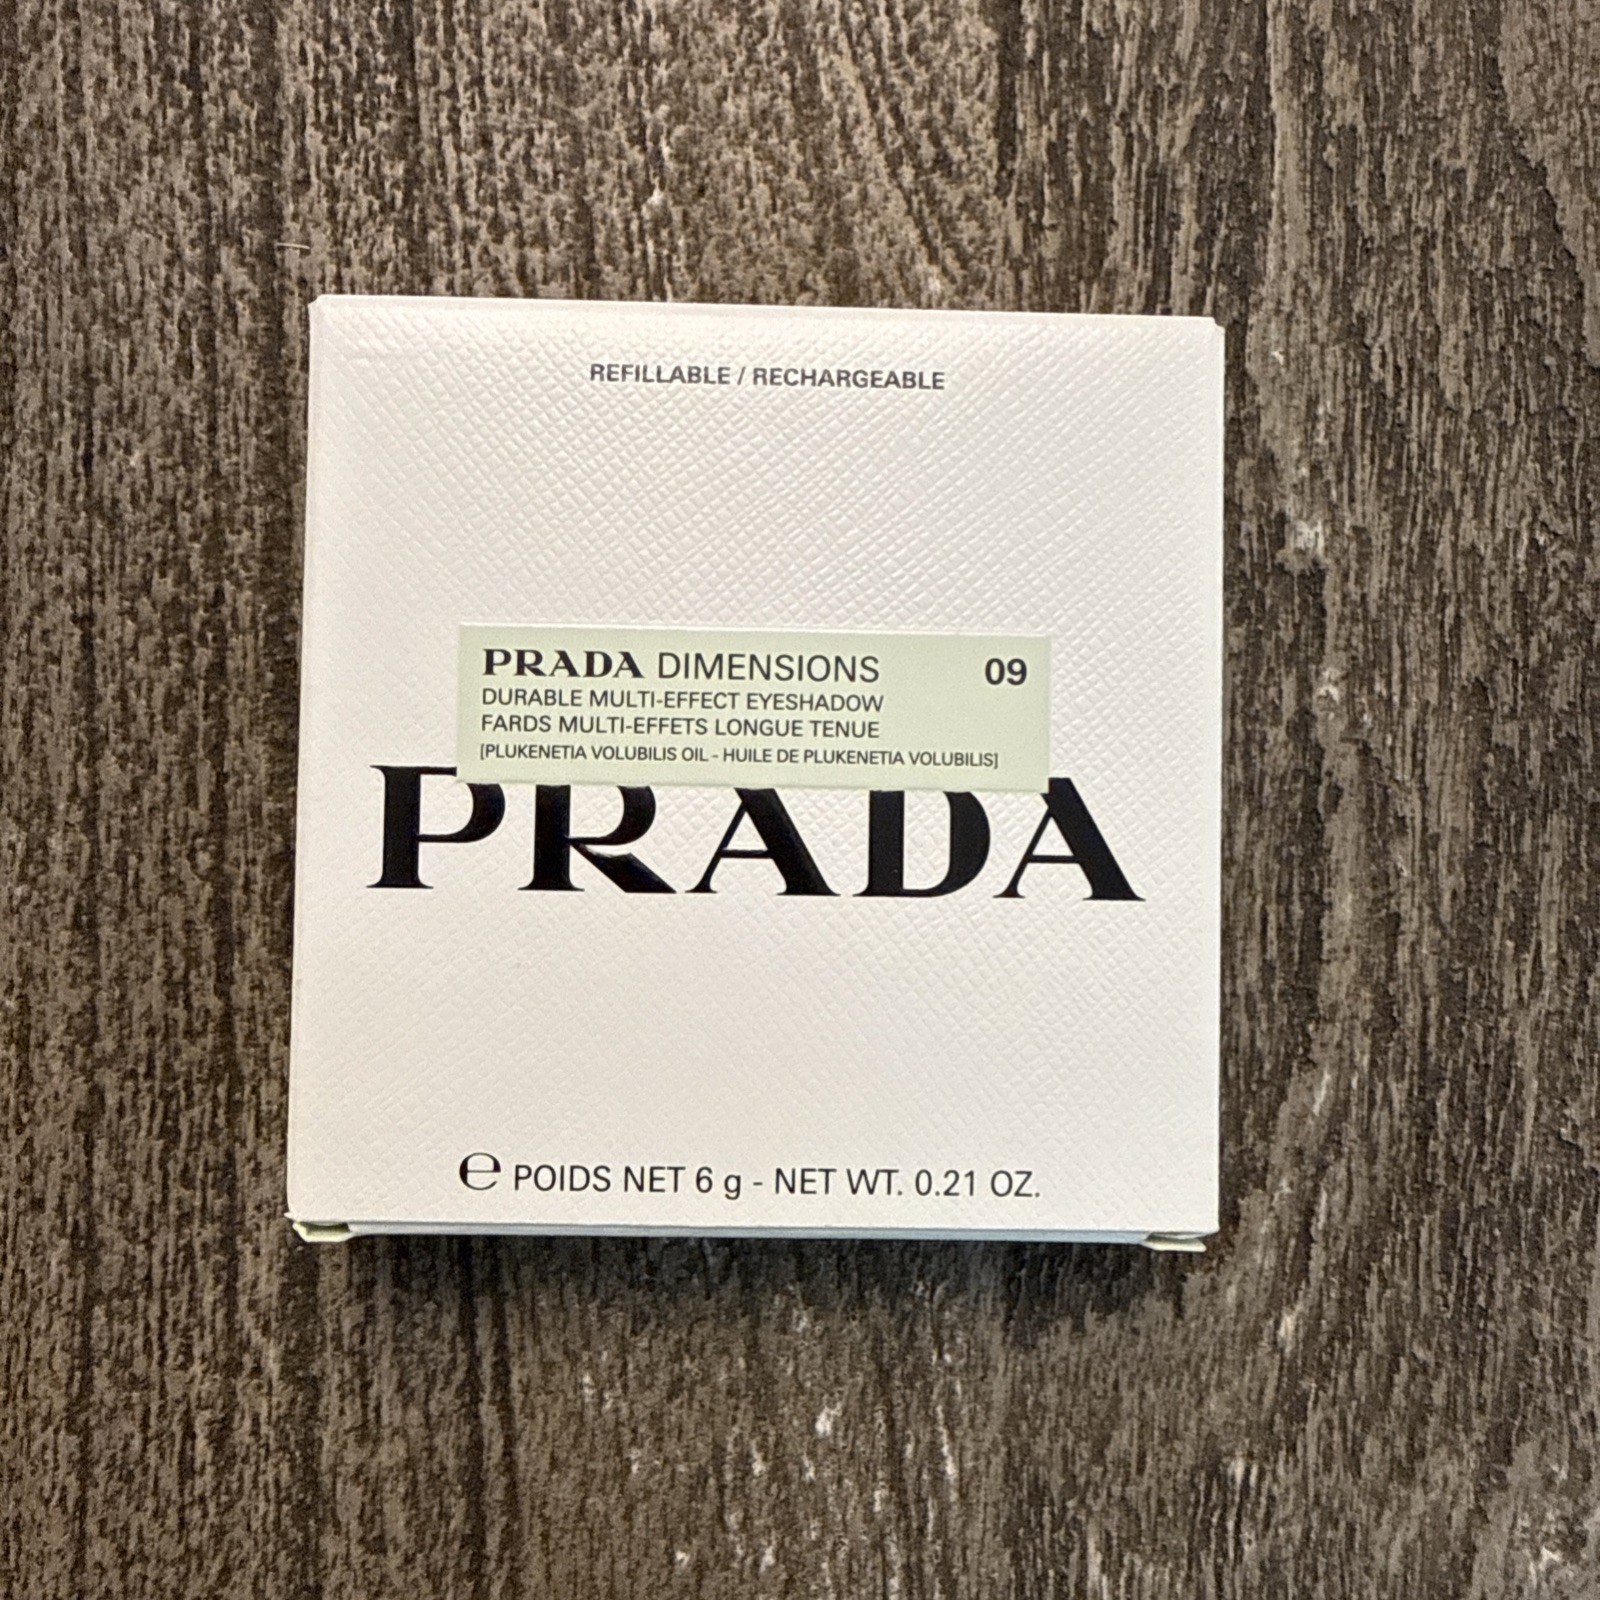 REFILLABLE / RECHARGEABLE
PRADA DIMENSIONS 09
DURABLE MULTI-EFFECT EYESHADOW
FARDS MULTI-EFFETS LONGUE TENUE
[PLUKENETIA VOLUBILIS OIL - HUILE DE PLUKENETIA VOLUBILIS]
PRADA
℮ POIDS NET 6 g - NET WT. 0.21 OZ.